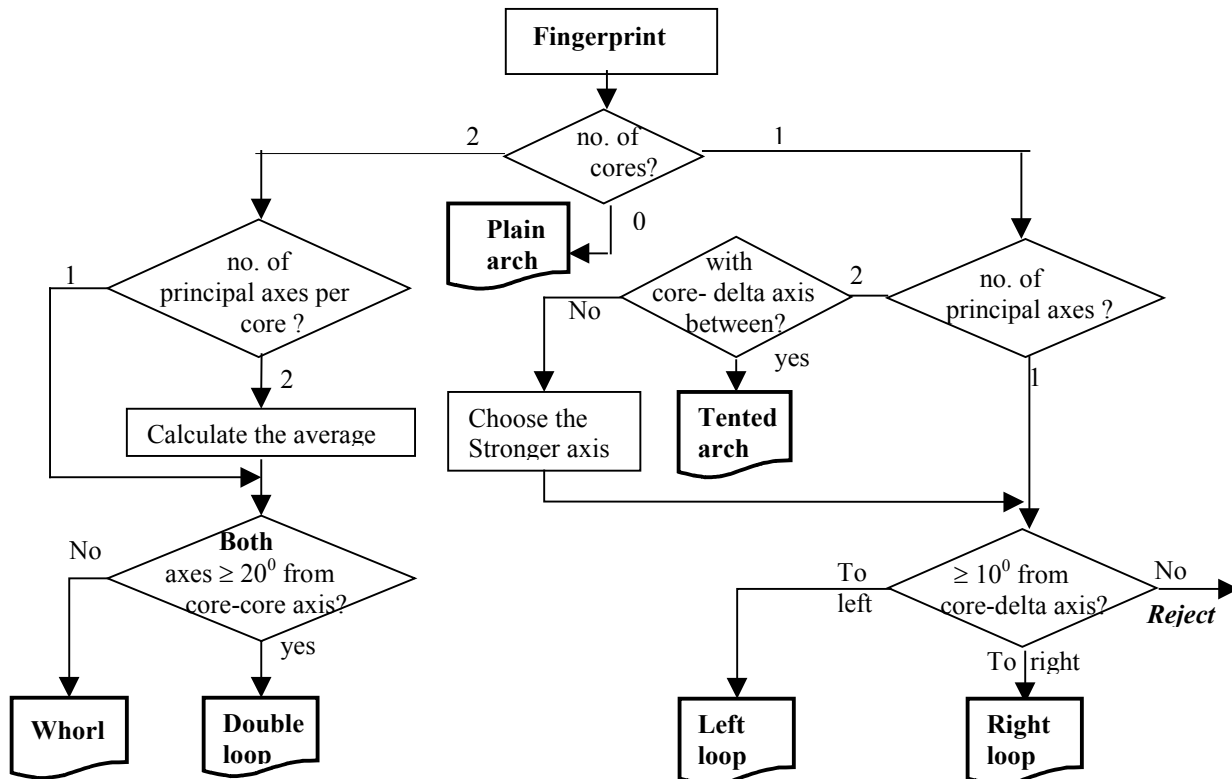 Fingerprint
2
no. of
cores?
1
0
Plain
arch
no. of
principal axes per
core ?
1
2
Calculate the average
with
core- delta axis
between?
2
No
yes
no. of
principal axes ?
1
Choose the
Stronger axis
Tented
arch
Both
axes ≥ 20⁰ from
core-core axis?
No
yes
Whorl
Double
loop
≥ 10⁰ from
core-delta axis?
To
left
No
Reject
To right
Left
loop
Right
loop